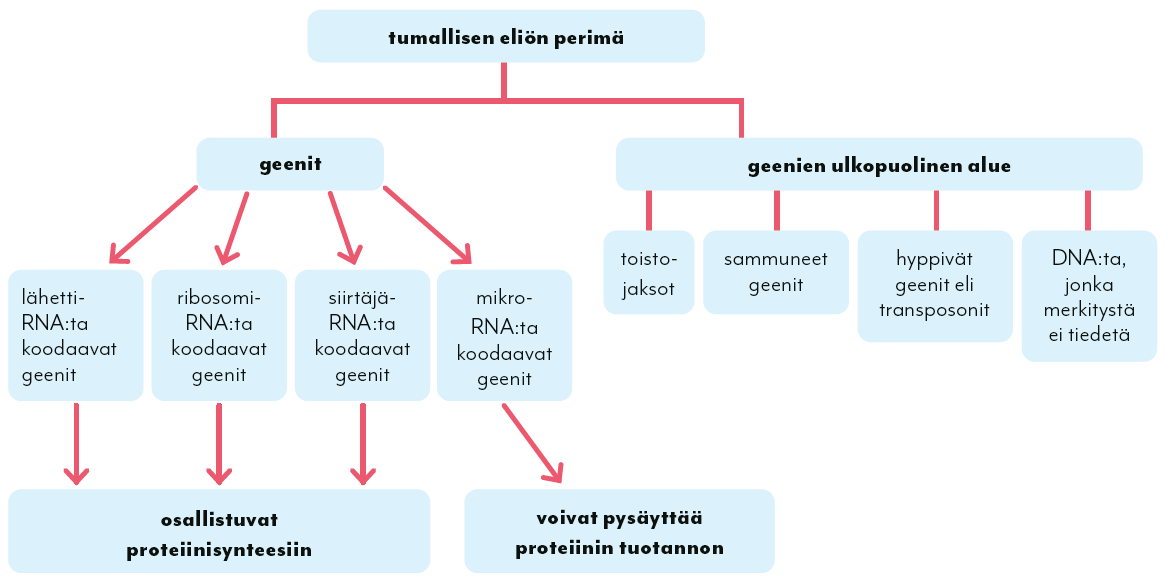 tumallisen eliön perimä
geenit
geenien ulkopuolinen alue
lähetti-
RNA:ta
koodaavat
geenit
ribosomi-
RNA:ta
koodaavat
geenit
siirtäjä-
RNA:ta
koodaavat
geenit
mikro-
RNA:ta
koodaavat
geenit
toisto-
jaksot
sammuneet
geenit
hyppivät
geenit eli
transposonit
DNA:ta,
jonka
merkitystä
ei tiedetä
osallistuvat
proteiinisynteesiin
voivat pysäyttää
proteiinin tuotannon